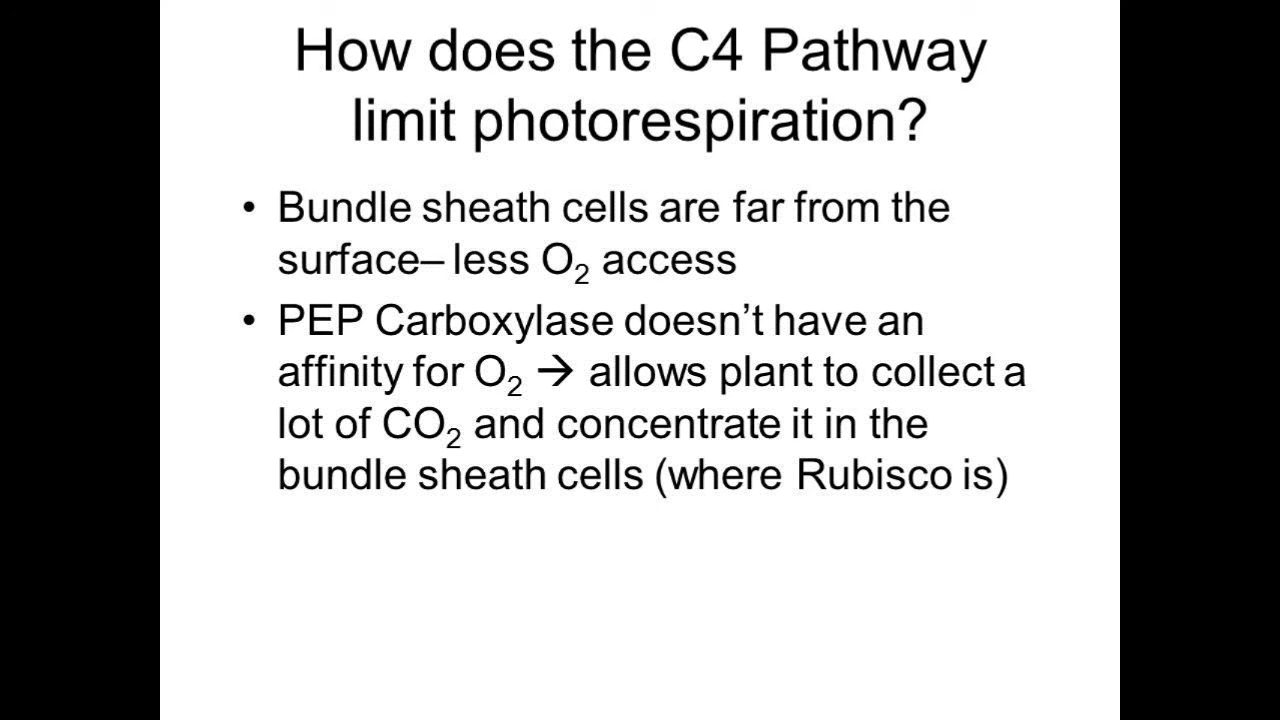 How does the C4 Pathway
limit photorespiration?
• Bundle sheath cells are far from the
surface– less O₂ access
• PEP Carboxylase doesn’t have an
affinity for O₂ → allows plant to collect a
lot of CO₂ and concentrate it in the
bundle sheath cells (where Rubisco is)